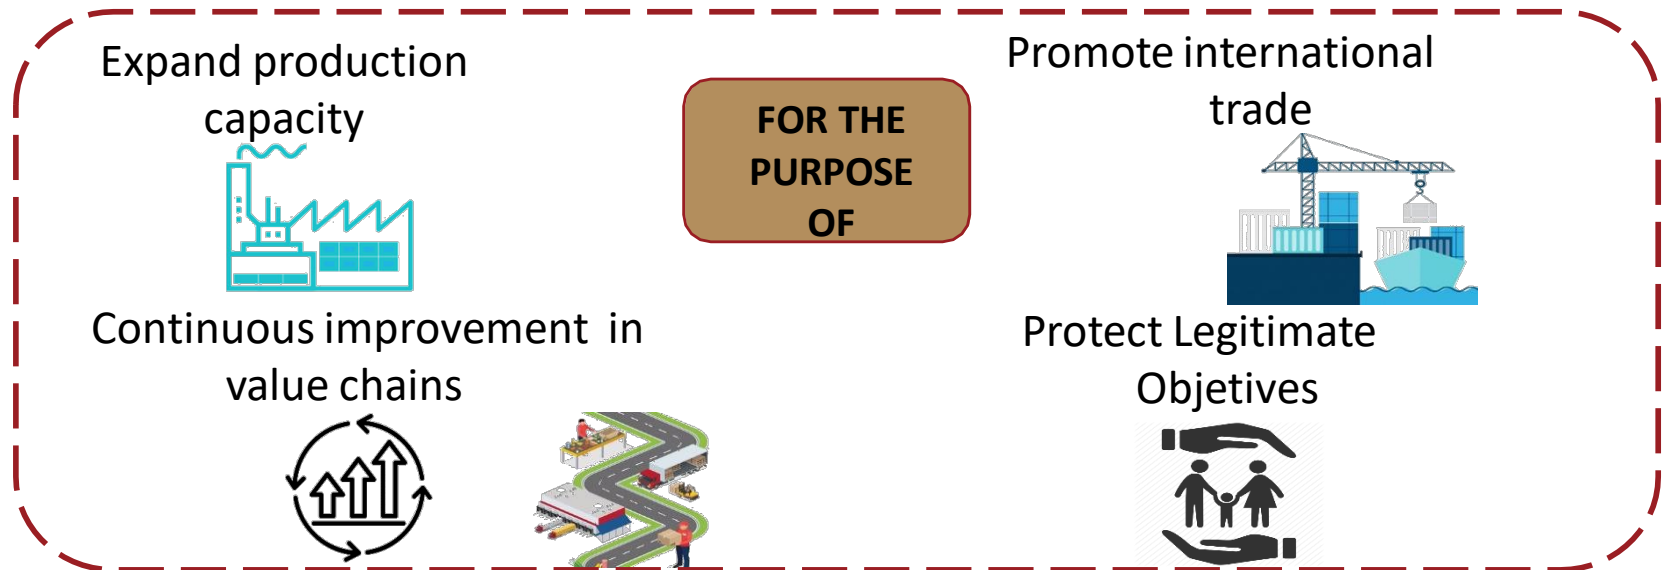 Expand production
capacity
FOR THE
PURPOSE
OF
Promote international
trade
Continuous improvement in
value chains
Protect Legitimate
Objetives